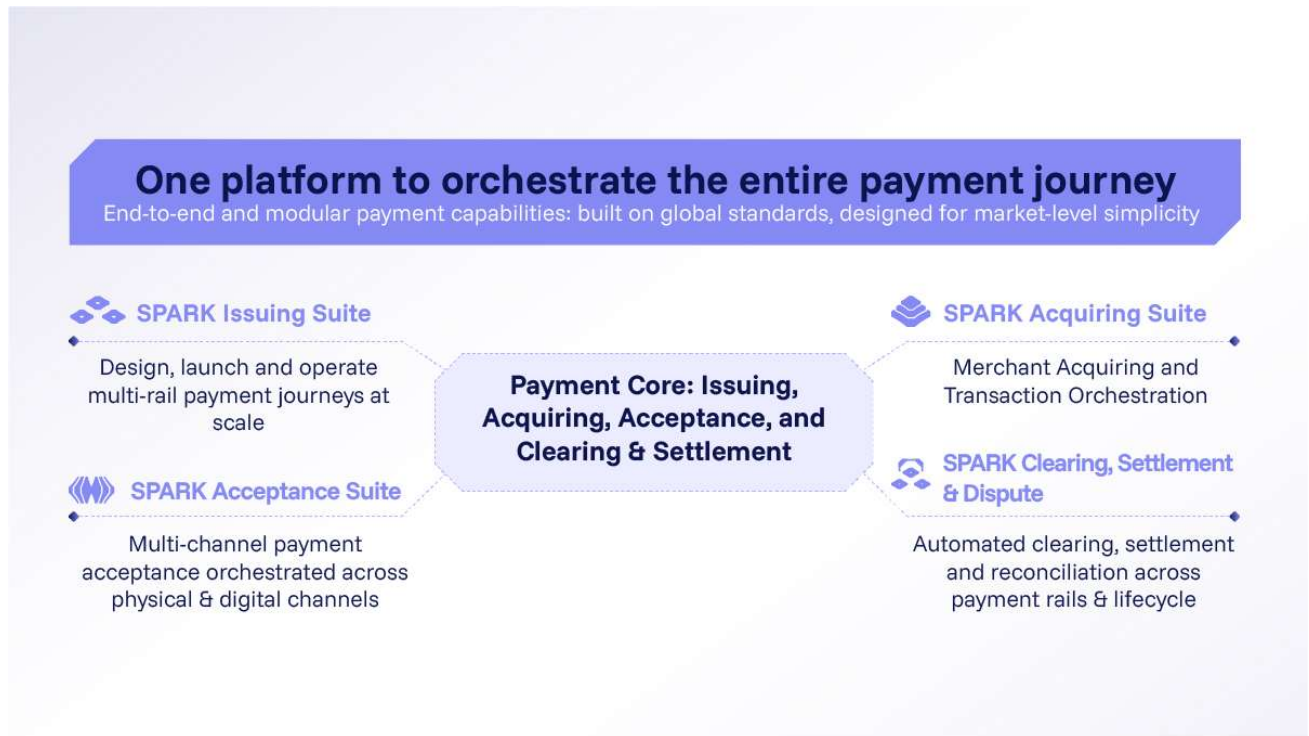 One platform to orchestrate the entire payment journey
End-to-end and modular payment capabilities: built on global standards, designed for market-level simplicity
SPARK Issuing Suite
Design, launch and operate
multi-rail payment journeys at
scale
SPARK Acceptance Suite
Multi-channel payment
acceptance orchestrated across
physical & digital channels
Payment Core: Issuing,
Acquiring, Acceptance, and
Clearing & Settlement
SPARK Acquiring Suite
Merchant Acquiring and
Transaction Orchestration
SPARK Clearing, Settlement
& Dispute
Automated clearing, settlement
and reconciliation across
payment rails & lifecycle